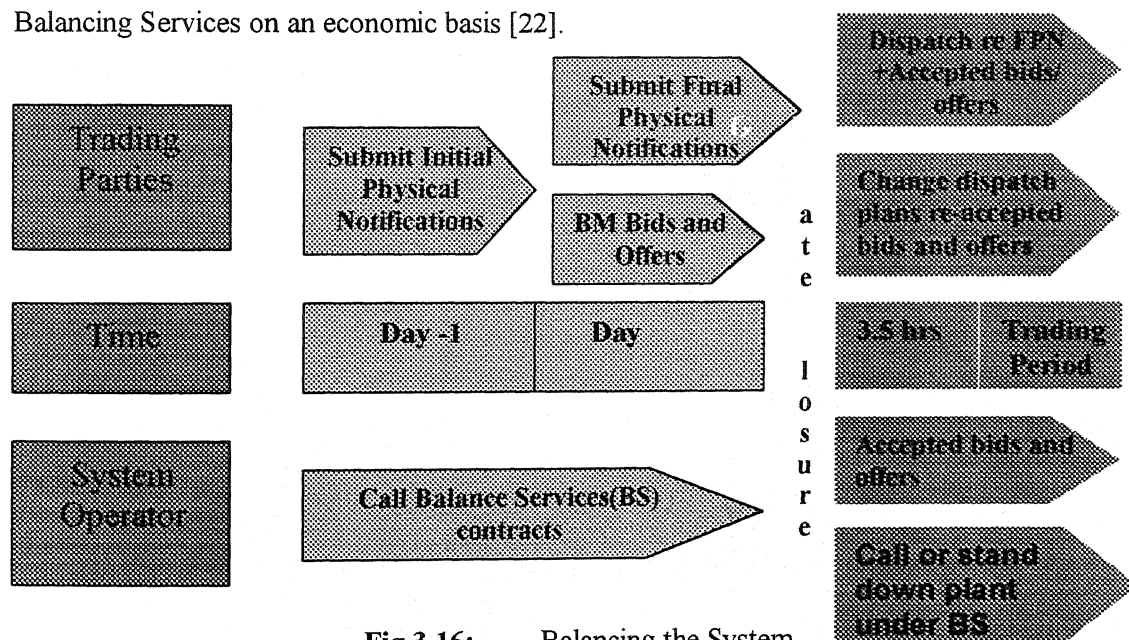 Balancing Services on an economic basis [22].
Trading
Parties
Submit Initial
Physical
Notifications
Submit Final
Physical
Notifications
BM Bids and
Offers
Dispatch re FPN
+Accepted bids/
offers
Change dispatch
plans re-accepted
bids and offers
Time
Day -1
Day
3.5 hrs
Trading
Period
a
t
e
l
o
s
u
r
e
System
Operator
Call Balance Services(BS)
contracts
Accepted bids and
offers
Call or stand
down plant
under BS
Fig 3.16: Balancing the System